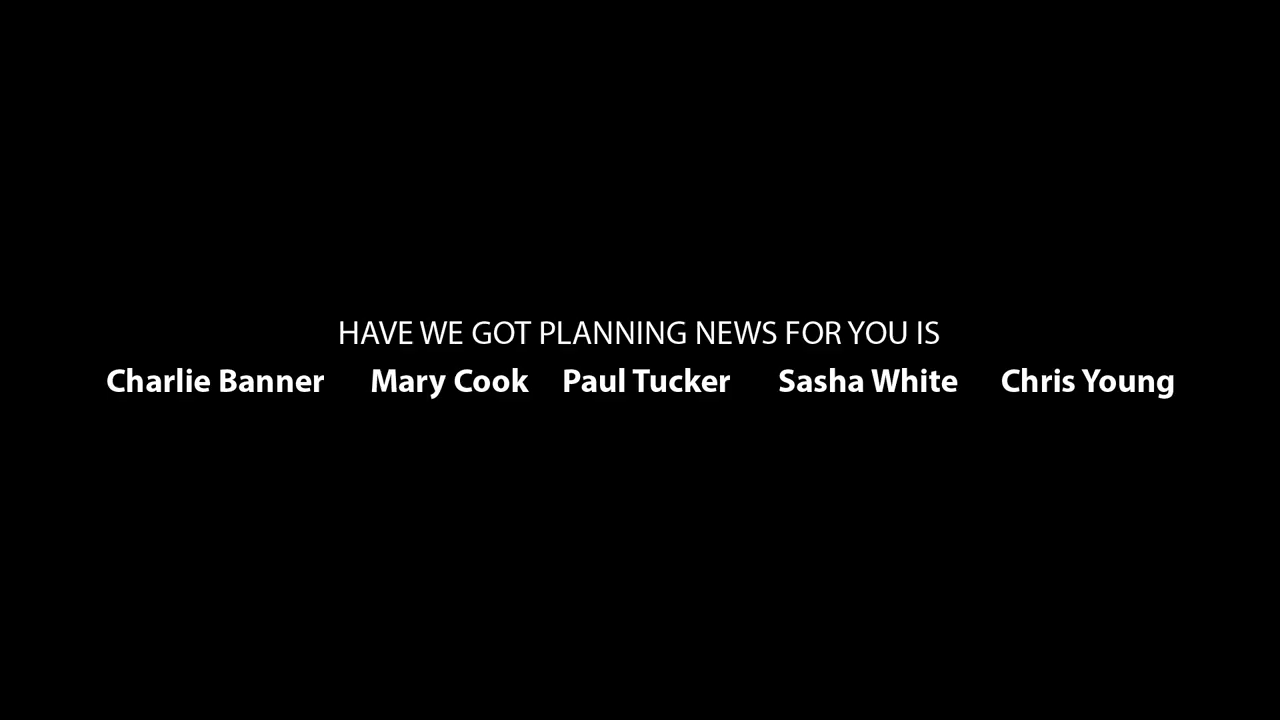 HAVE WE GOT PLANNING NEWS FOR YOU IS
Charlie Banner Mary Cook Paul Tucker Sasha White Chris Young